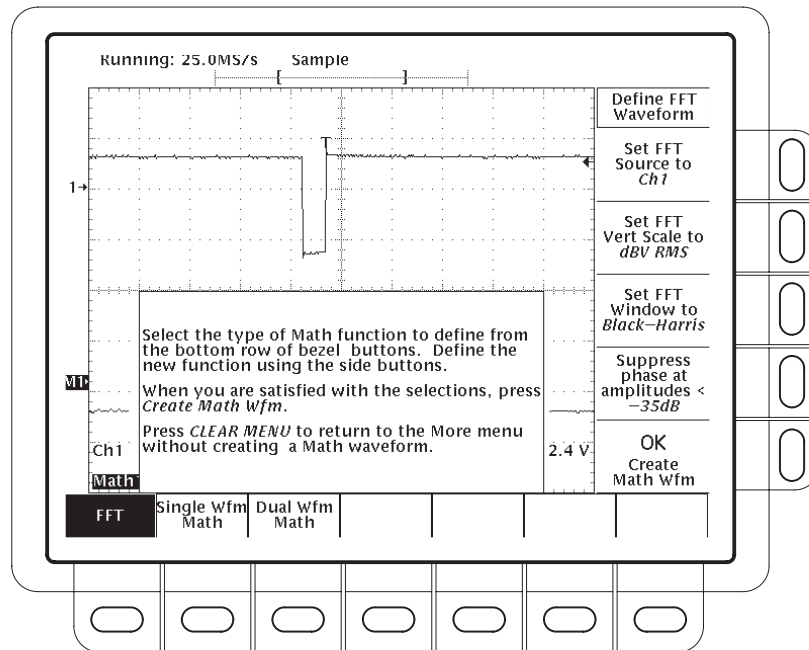 Running: 25.0MS/s Sample
Define FFT
Waveform
Set FFT
Source to
Ch1
T
1
Set FFT
Vert Scale to
dBV RMS
Set FFT
Window to
Black–Harris
Select the type of Math function to define from
the bottom row of bezel buttons. Define the
new function using the side buttons.
When you are satisfied with the selections, press
Create Math Wfm.
Press CLEAR MENU to return to the More menu
without creating a Math waveform.
M1
Suppress
phase at
amplitudes <
–35dB
Ch1
2.4 V
Math
OK
Create
Math Wfm
FFT
Single Wfm
Math
Dual Wfm
Math